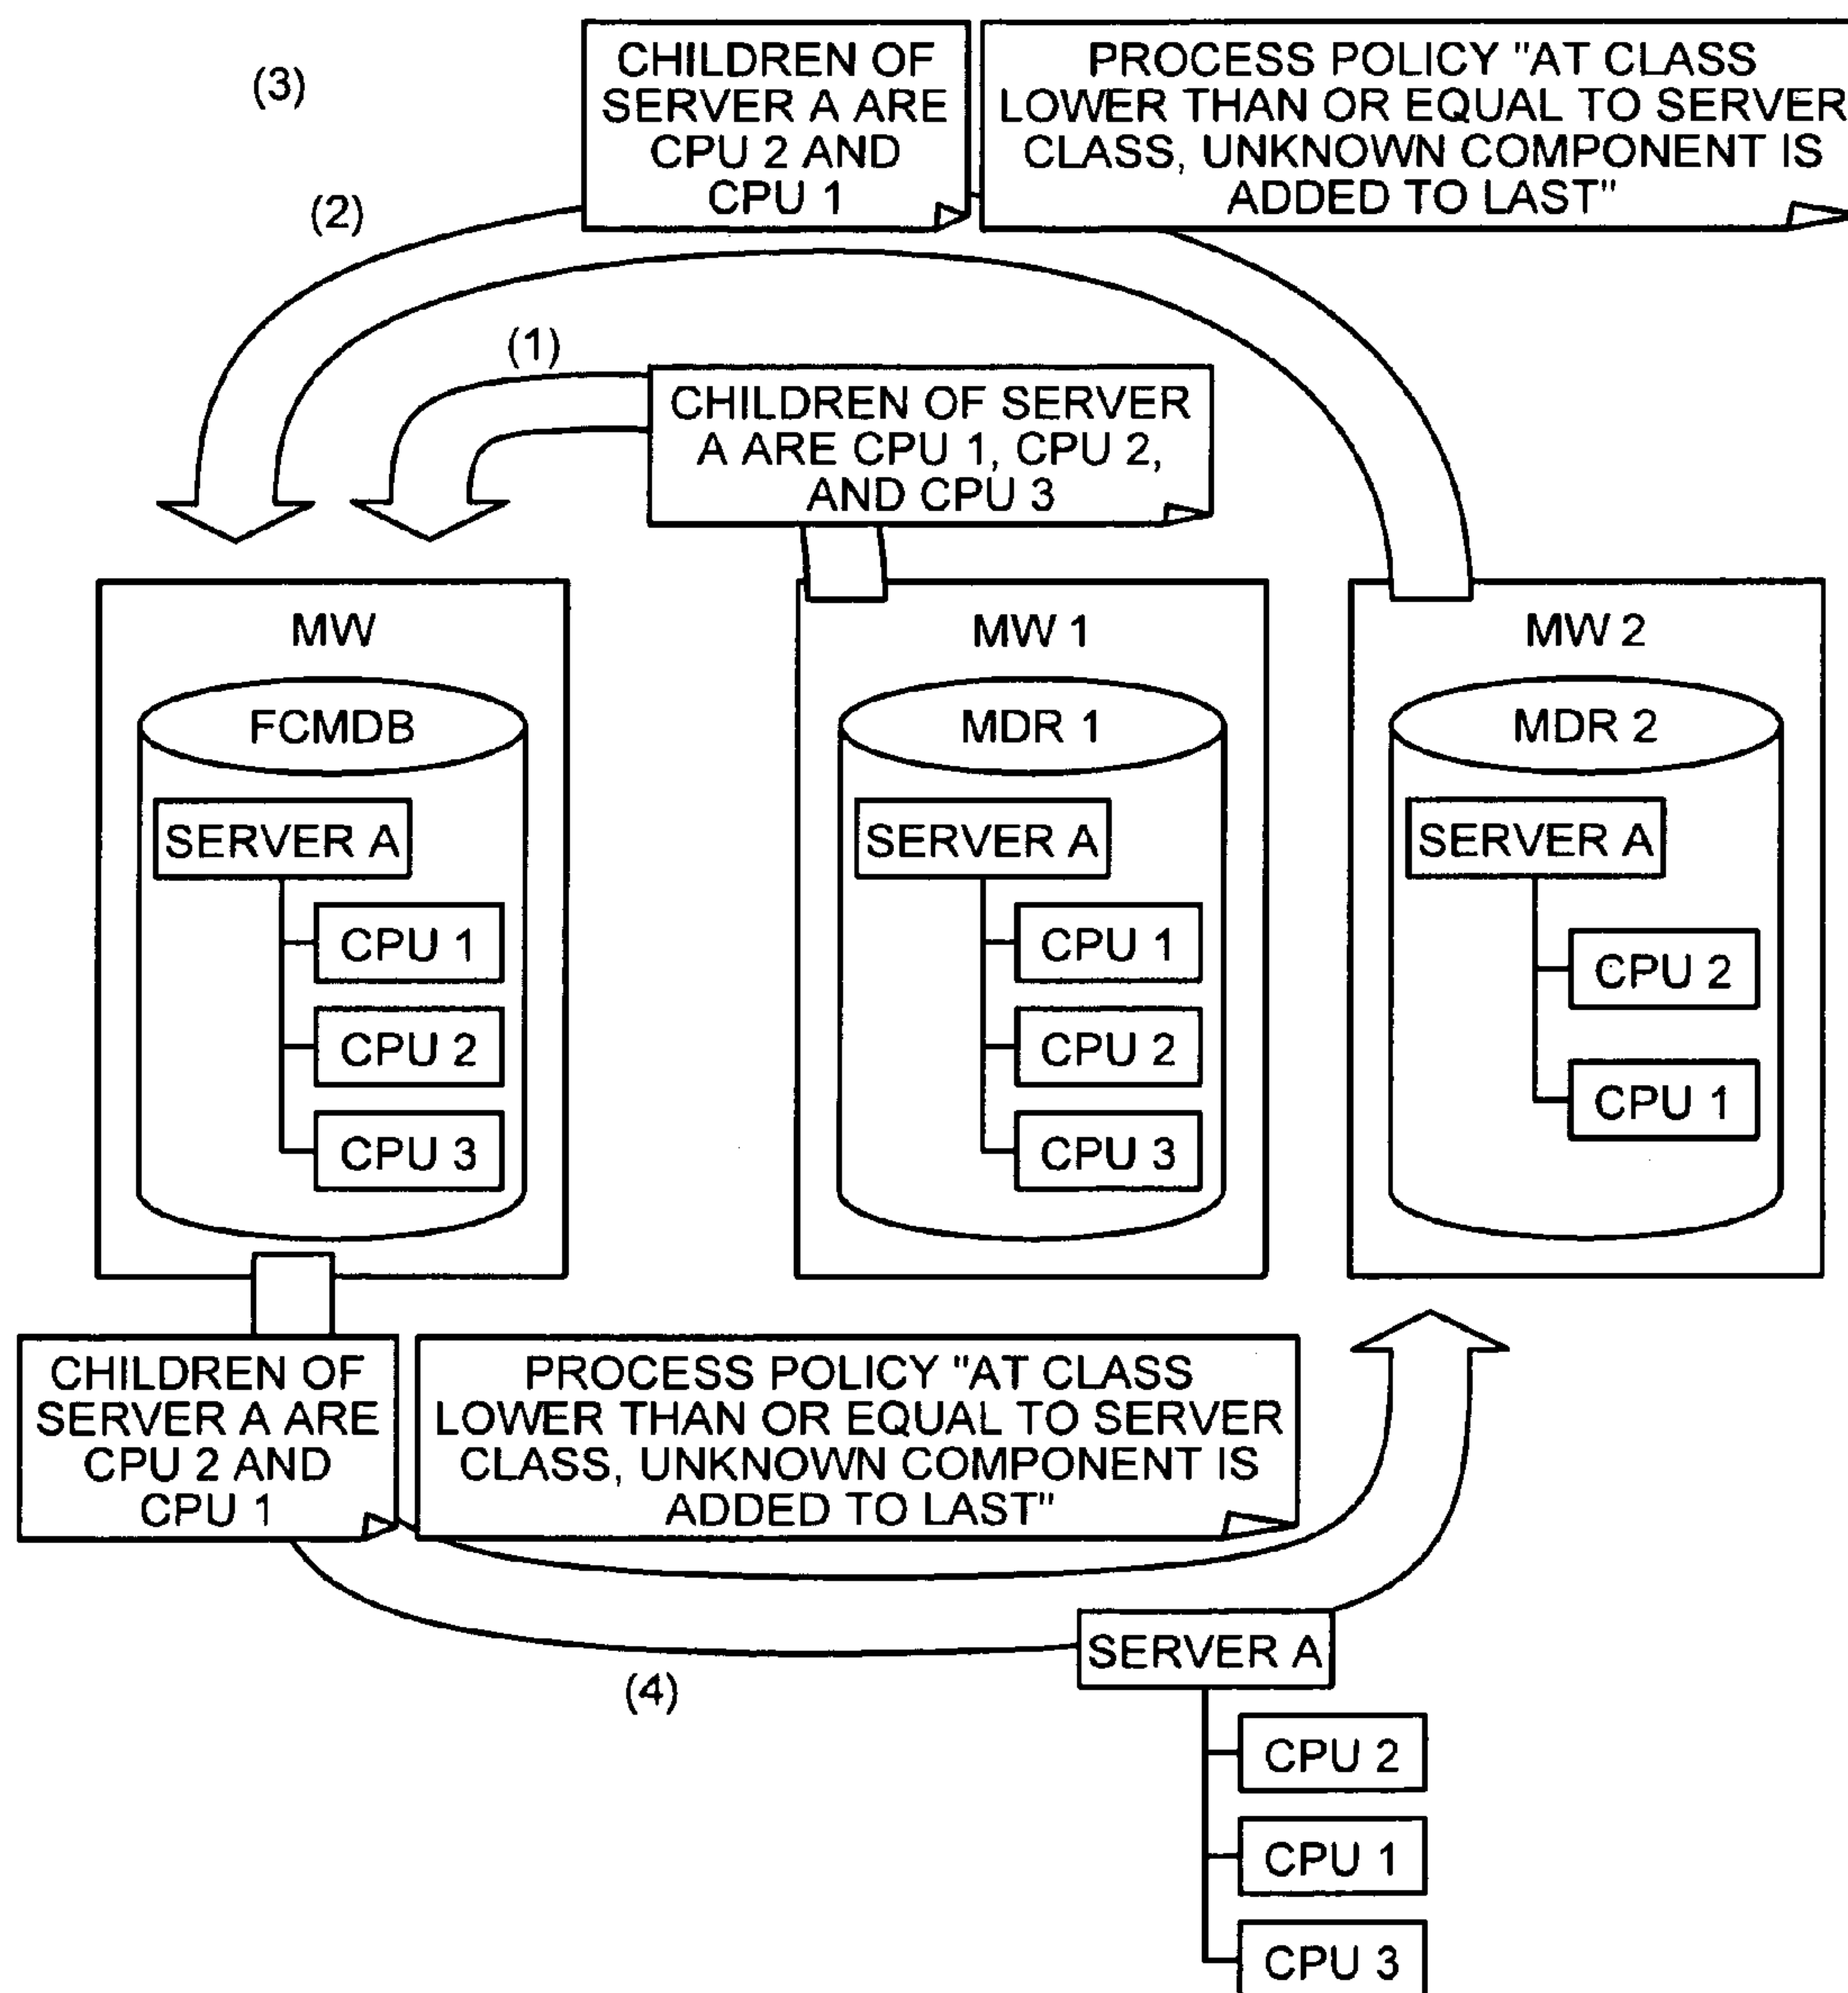 (3)
CHILDREN OF
SERVER A ARE
CPU 2 AND
CPU 1
PROCESS POLICY "AT CLASS
LOWER THAN OR EQUAL TO SERVER
CLASS, UNKNOWN COMPONENT IS
ADDED TO LAST"
(2)
(1)
CHILDREN OF SERVER
A ARE CPU 1, CPU 2,
AND CPU 3
MW
FCMDB
SERVER A
CPU 1
CPU 2
CPU 3
MW 1
MDR 1
SERVER A
CPU 1
CPU 2
CPU 3
MW 2
MDR 2
SERVER A
CPU 2
CPU 1
CHILDREN OF
SERVER A ARE
CPU 2 AND
CPU 1
PROCESS POLICY "AT CLASS
LOWER THAN OR EQUAL TO SERVER
CLASS, UNKNOWN COMPONENT IS
ADDED TO LAST"
(4)
SERVER A
CPU 2
CPU 1
CPU 3